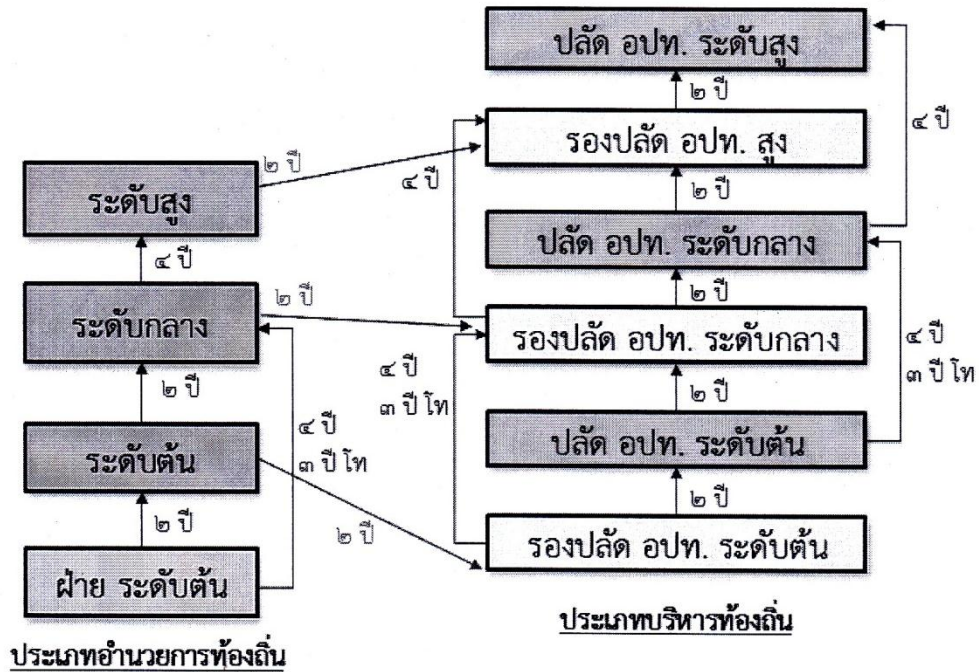 ปลัด อปท. ระดับสูง
๒ ปี
รองปลัด อปท. สูง
๔ ปี
๒ ปี
๔ ปี
๒ ปี
ระดับสูง
ปลัด อปท. ระดับกลาง
๔ ปี
๒ ปี
๒ ปี
ระดับกลาง
รองปลัด อปท. ระดับกลาง
๒ ปี
๔ ปี
๓ ปี โท
๔ ปี
๓ ปี โท
๒ ปี
๔ ปี
๓ ปี โท
ระดับต้น
ปลัด อปท. ระดับต้น
๒ ปี
๒ ปี
๒ ปี
ฝ่าย ระดับต้น
รองปลัด อปท. ระดับต้น
ประเภทบริหารท้องถิ่น
ประเภทอำนวยการท้องถิ่น